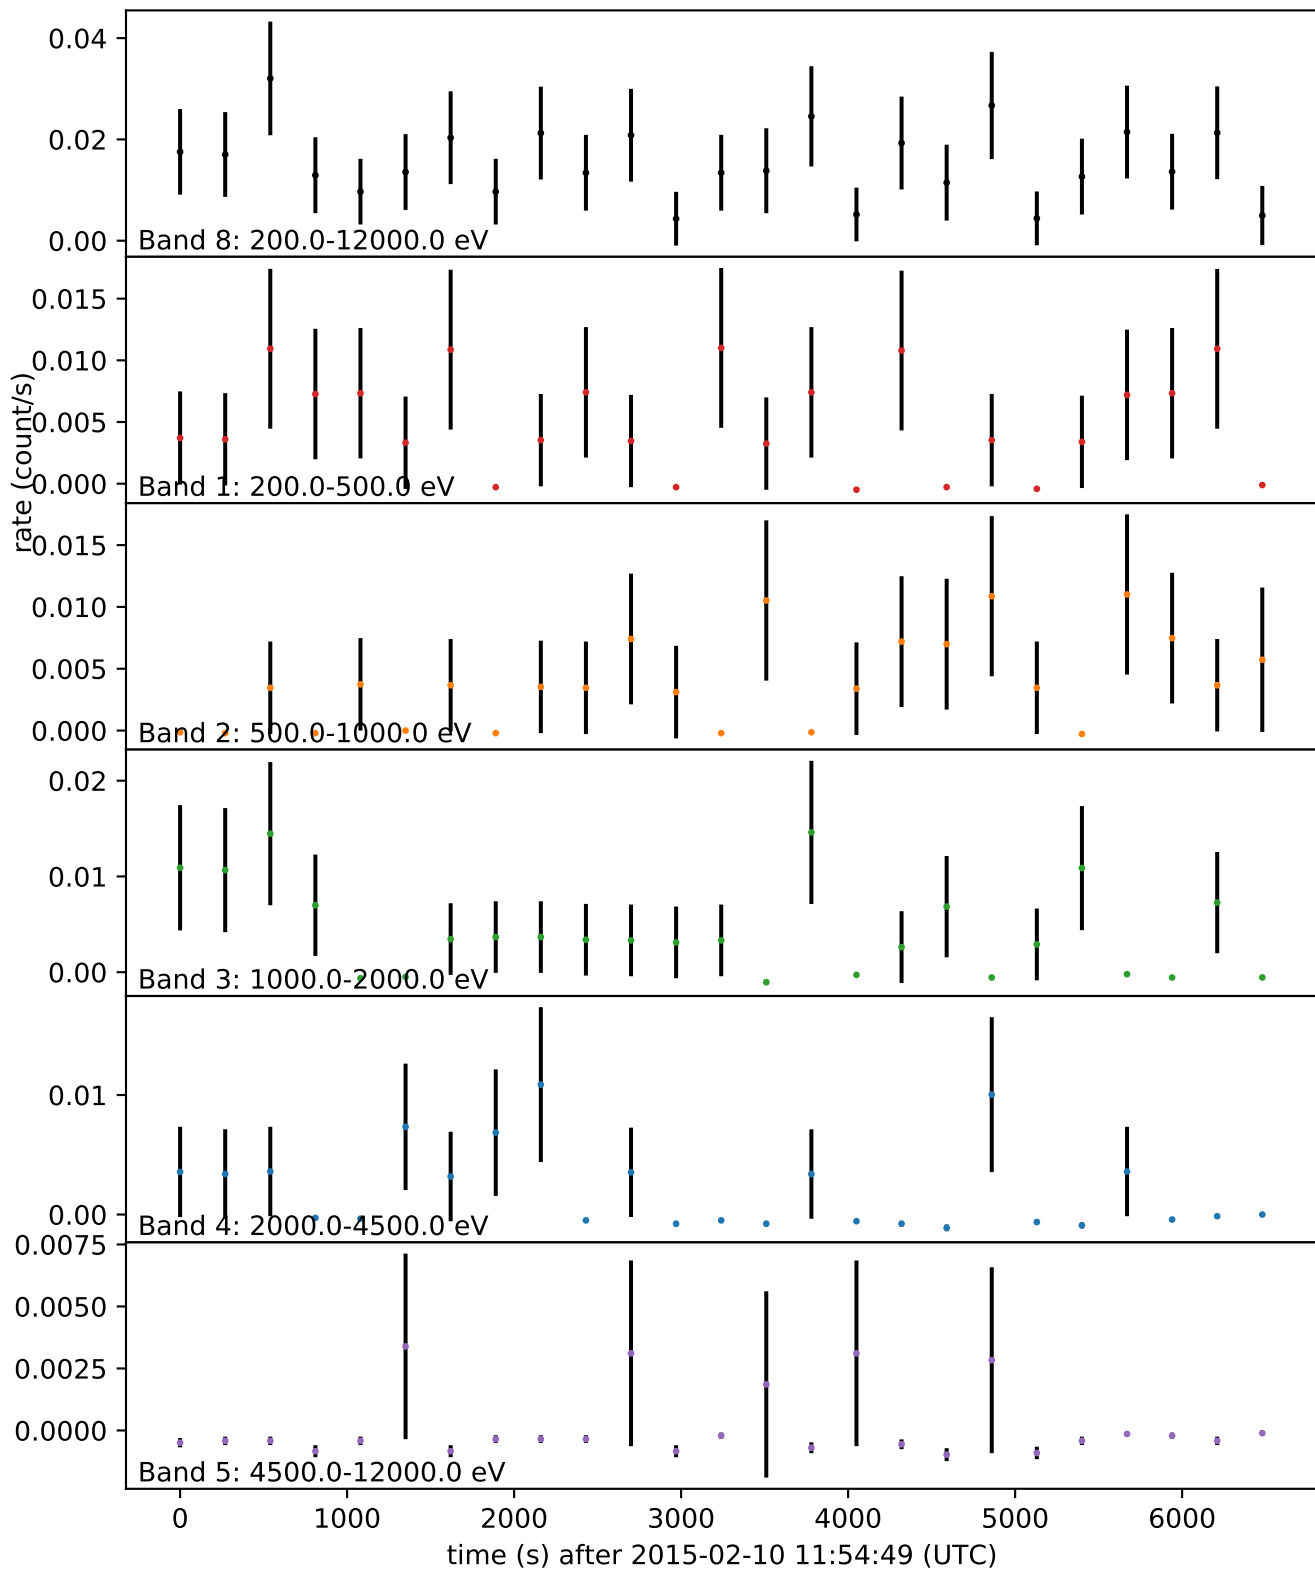 0.04
0.02
0.00
Band 8: 200.0-12000.0 eV
0.015
0.010
0.005
0.000
Band 1: 200.0-500.0 eV
rate (count/s)
0.015
0.010
0.005
0.000
Band 2: 500.0-1000.0 eV
0.02
0.01
0.00
Band 3: 1000.0-2000.0 eV
0.01
0.00
Band 4: 2000.0-4500.0 eV
0.0075
0.0050
0.0025
0.0000
Band 5: 4500.0-12000.0 eV
0 1000 2000 3000 4000 5000 6000
time (s) after 2015-02-10 11:54:49 (UTC)